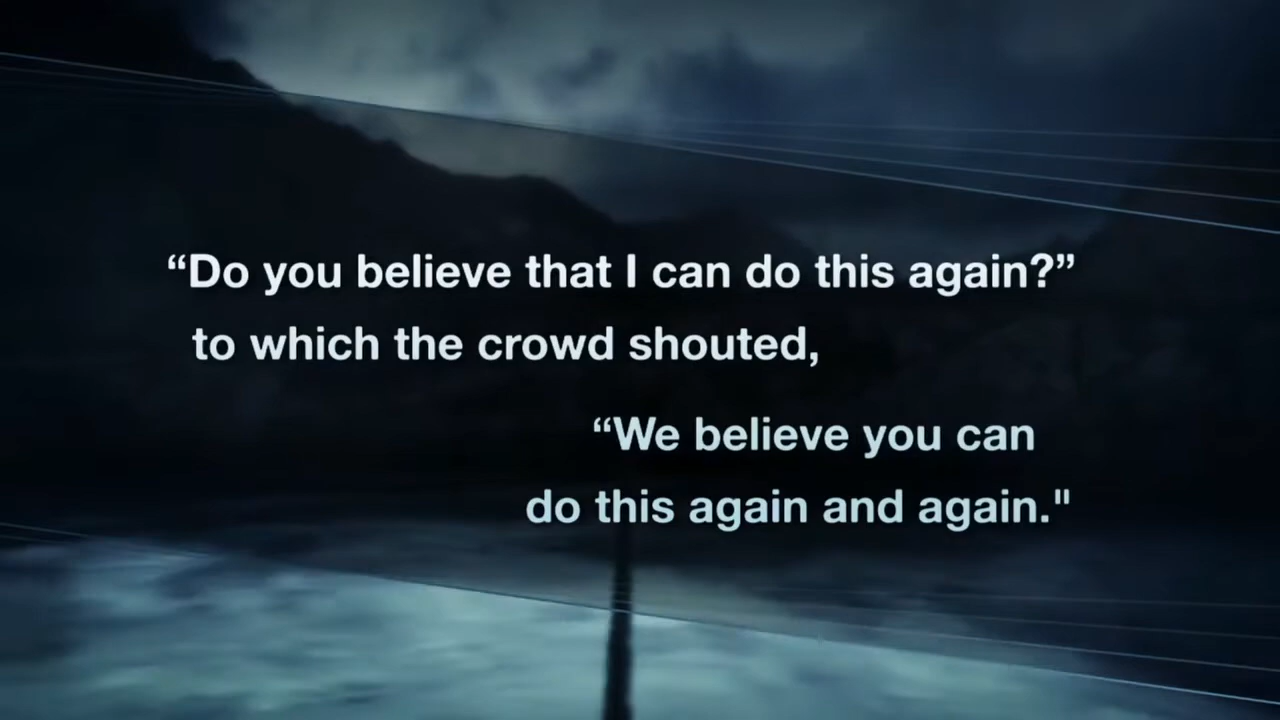 “Do you believe that I can do this again?”
to which the crowd shouted,
“We believe you can
do this again and again."